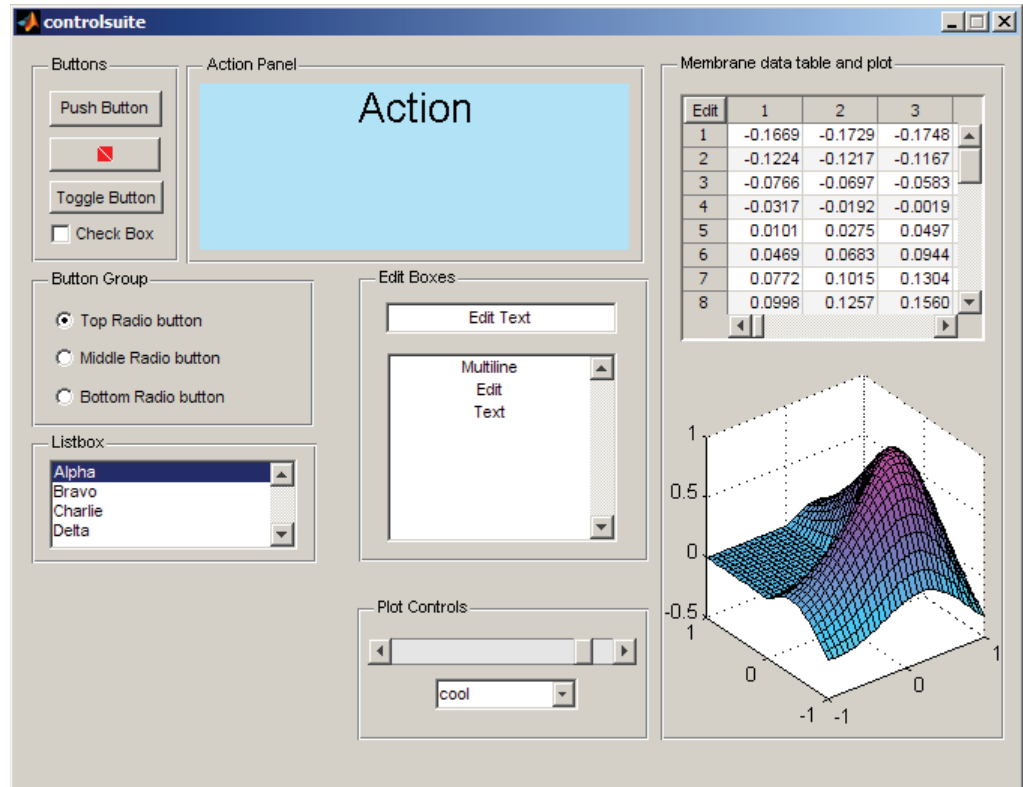 controlsuite
Buttons
Push Button
Toggle Button
Check Box
Action Panel
Action
Button Group
Top Radio button
Middle Radio button
Bottom Radio button
Listbox
Alpha
Bravo
Charlie
Delta
Edit Boxes
Edit Text
Multiline
Edit
Text
Plot Controls
cool
Membrane data table and plot
Edit 1 2 3
1 -0.1669 -0.1729 -0.1748
2 -0.1224 -0.1217 -0.1167
3 -0.0766 -0.0697 -0.0583
4 -0.0317 -0.0192 -0.0019
5 0.0101 0.0275 0.0497
6 0.0469 0.0683 0.0944
7 0.0772 0.1015 0.1304
8 0.0998 0.1257 0.1560
1
0.5
0
-0.5
1
0
-1
-1
0
1